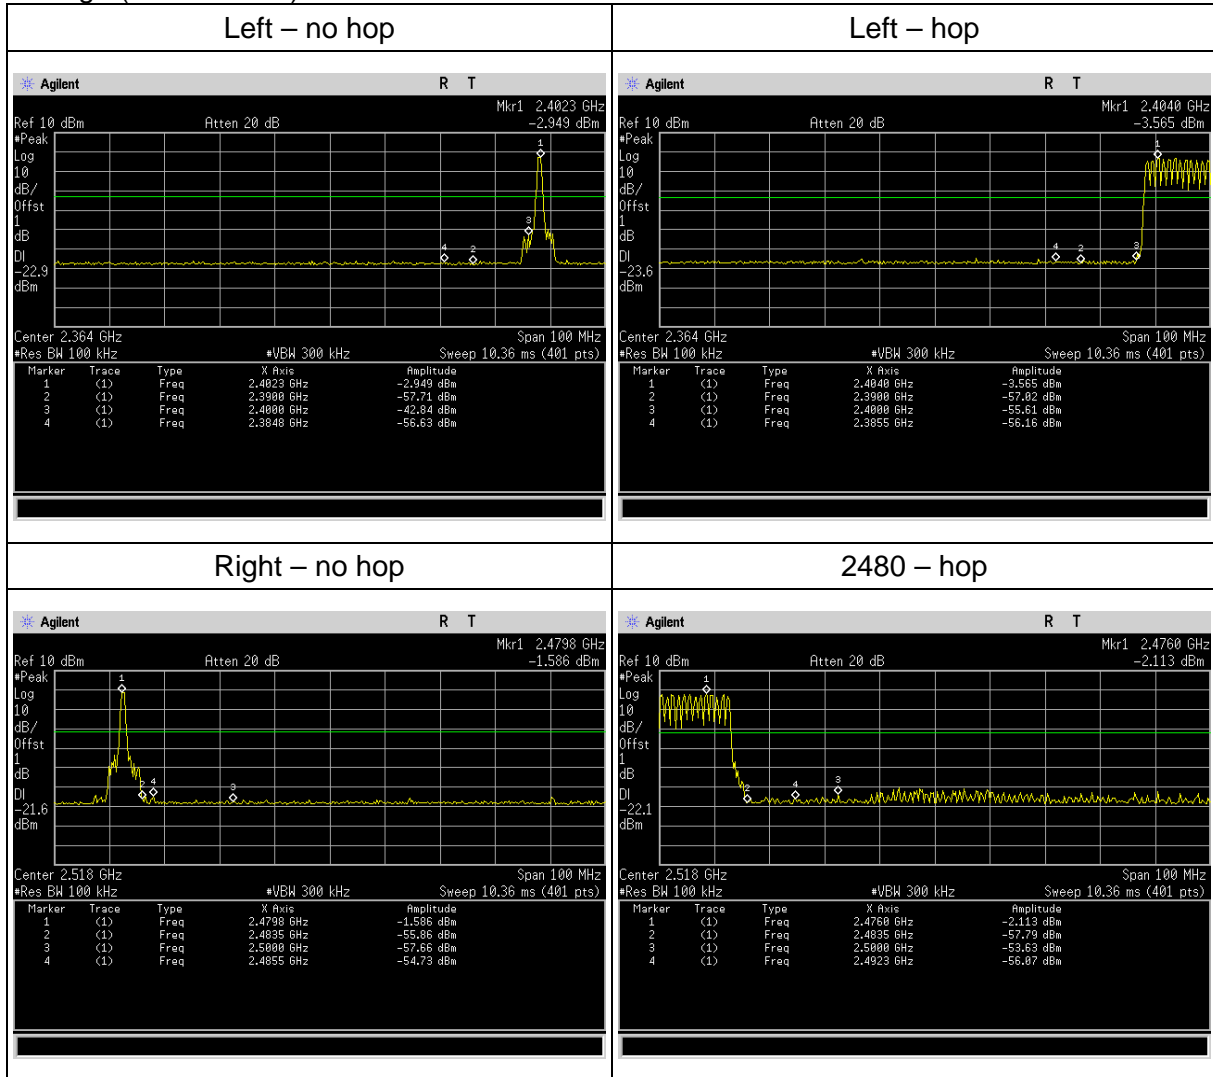 Left – no hop
Left – hop
Agilent R T
Mkr1 2.4023 GHz
Ref 10 dBm Atten 20 dB -2.949 dBm
#Peak
Log
10
dB/
Offst
1
dB
DI
-22.9
dBm
1
3
4 2
Center 2.364 GHz Span 100 MHz
#Res BW 100 kHz #VBW 300 kHz Sweep 10.36 ms (401 pts)
Marker Trace Type X Axis Amplitude
1 (1) Freq 2.4023 GHz -2.949 dBm
2 (1) Freq 2.3900 GHz -57.71 dBm
3 (1) Freq 2.4000 GHz -42.84 dBm
4 (1) Freq 2.3848 GHz -56.63 dBm
Agilent R T
Mkr1 2.4040 GHz
Ref 10 dBm Atten 20 dB -3.565 dBm
#Peak
Log
10
dB/
Offst
1
dB
DI
-23.6
dBm
1
4 2 3
Center 2.364 GHz Span 100 MHz
#Res BW 100 kHz #VBW 300 kHz Sweep 10.36 ms (401 pts)
Marker Trace Type X Axis Amplitude
1 (1) Freq 2.4040 GHz -3.565 dBm
2 (1) Freq 2.3900 GHz -57.02 dBm
3 (1) Freq 2.4000 GHz -55.61 dBm
4 (1) Freq 2.3855 GHz -56.16 dBm
Right – no hop
2480 – hop
Agilent R T
Mkr1 2.4798 GHz
Ref 10 dBm Atten 20 dB -1.586 dBm
#Peak
Log
10
dB/
Offst
1
dB
DI
-21.6
dBm
1
2 4 3
Center 2.518 GHz Span 100 MHz
#Res BW 100 kHz #VBW 300 kHz Sweep 10.36 ms (401 pts)
Marker Trace Type X Axis Amplitude
1 (1) Freq 2.4798 GHz -1.586 dBm
2 (1) Freq 2.4835 GHz -55.86 dBm
3 (1) Freq 2.5000 GHz -57.66 dBm
4 (1) Freq 2.4855 GHz -54.73 dBm
Agilent R T
Mkr1 2.4760 GHz
Ref 10 dBm Atten 20 dB -2.113 dBm
#Peak
Log
10
dB/
Offst
1
dB
DI
-22.1
dBm
1
2 4 3
Center 2.518 GHz Span 100 MHz
#Res BW 100 kHz #VBW 300 kHz Sweep 10.36 ms (401 pts)
Marker Trace Type X Axis Amplitude
1 (1) Freq 2.4760 GHz -2.113 dBm
2 (1) Freq 2.4835 GHz -57.79 dBm
3 (1) Freq 2.5000 GHz -53.63 dBm
4 (1) Freq 2.4923 GHz -56.07 dBm